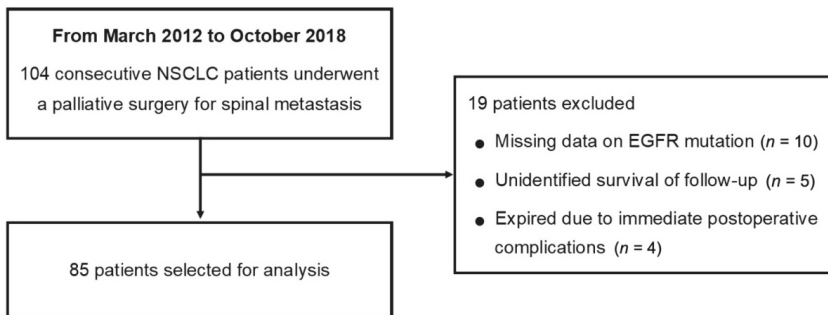 From March 2012 to October 2018
104 consecutive NSCLC patients underwent
a palliative surgery for spinal metastasis
19 patients excluded
● Missing data on EGFR mutation (n = 10)
● Unidentified survival of follow-up (n = 5)
● Expired due to immediate postoperative
complications (n = 4)
85 patients selected for analysis